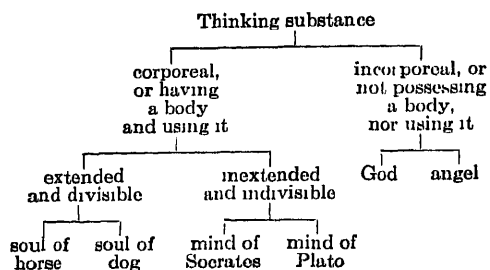 Thinking substance
corporeal,
or having
a body
and using it
incorporeal, or
not possessing
a body,
nor using it
extended
and divisible
inextended
and indivisible
God angel
soul of
horse
soul of
dog
mind of
Socrates
mind of
Plato